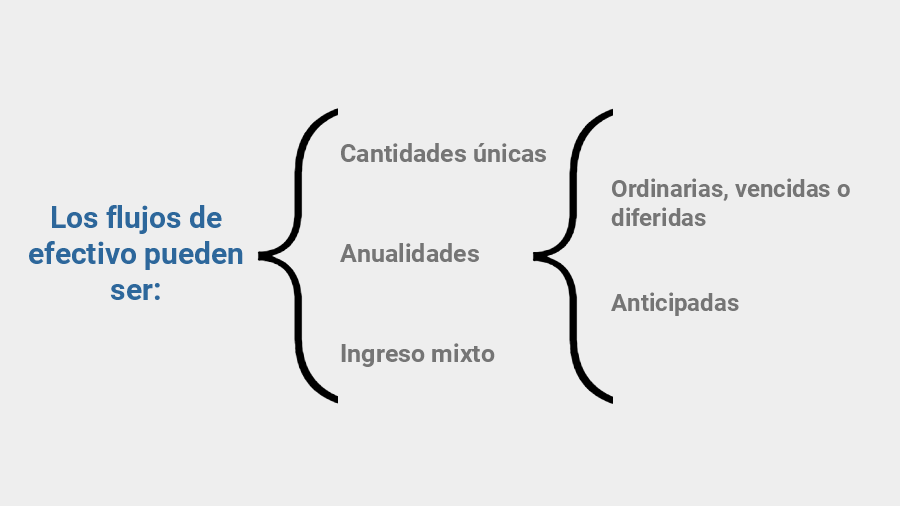 Los flujos de
efectivo pueden
ser:
Cantidades únicas
Anualidades
Ingreso mixto
Ordinarias, vencidas o
diferidas
Anticipadas